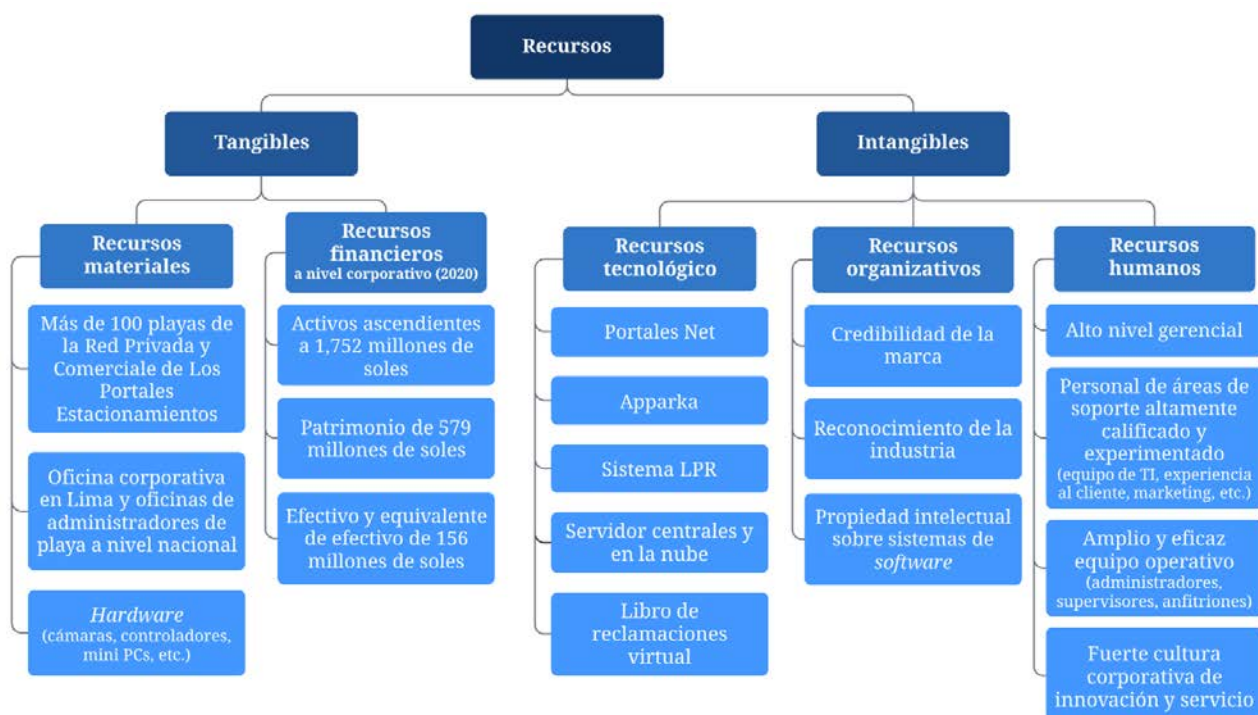 Recursos
Tangibles
Intangibles
Recursos
materiales
Recursos
financieros
a nivel corporativo (2020)
Recursos
tecnológico
Recursos
organizativos
Recursos
humanos
Más de 100 playas de
la Red Privada y
Comerciale de Los
Portales
Estacionamientos
Oficina corporativa
en Lima y oficinas de
administradores de
playa a nivel nacional
Hardware
(cámaras, controladores,
mini PCs, etc.)
Activos ascendientes
a 1,752 millones de
soles
Patrimonio de 579
millones de soles
Efectivo y equivalente
de efectivo de 156
millones de soles
Portales Net
Apparka
Sistema LPR
Servidor centrales y
en la nube
Libro de
reclamaciones
virtual
Credibilidad de la
marca
Reconocimiento de la
industria
Propiedad intelectual
sobre sistemas de
software
Alto nivel gerencial
Personal de áreas de
soporte altamente
calificado y
experimentado
(equipo de TI, experiencia
al cliente, marketing, etc.)
Amplio y eficaz
equipo operativo
(administradores,
supervisores, anfitriones)
Fuerte cultura
corporativa de
innovación y servicio